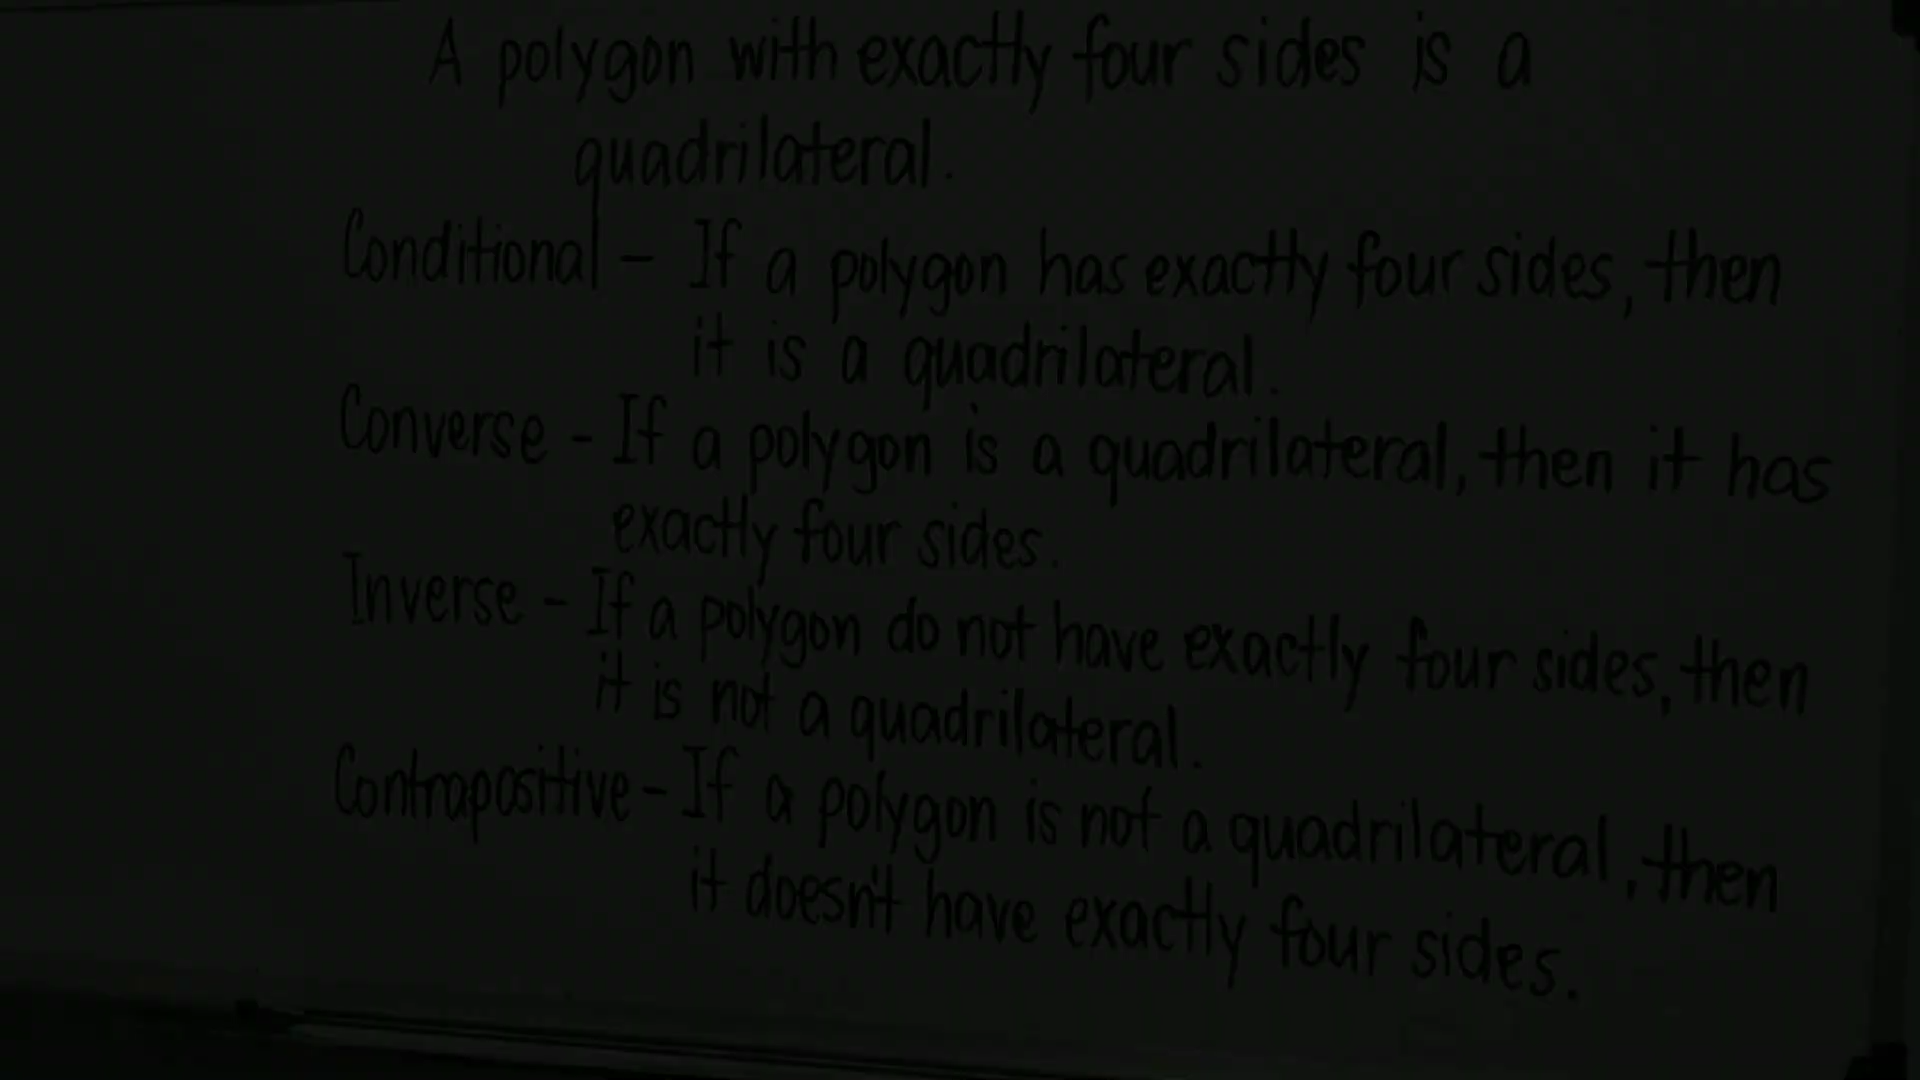 A polygon with exactly four sides is a
quadrilateral.
Conditional - If a polygon has exactly four sides, then
it is a quadrilateral.
Converse - If a polygon is a quadrilateral, then it has
exactly four sides.
Inverse - If a polygon do not have exactly four sides, then
it is not a quadrilateral.
Contrapositive - If a polygon is not a quadrilateral, then
it doesn't have exactly four sides.